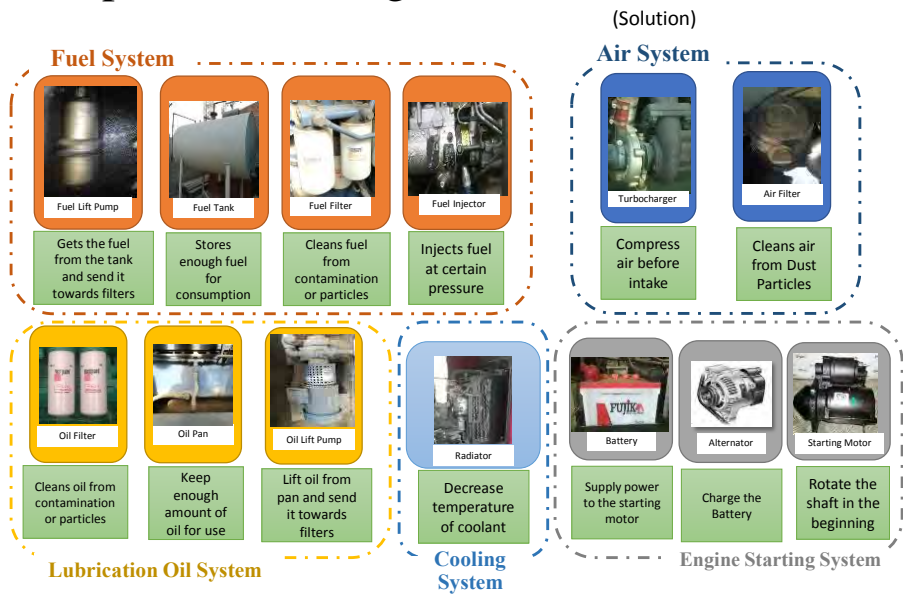 (Solution)
Fuel System
Air System
Fuel Lift Pump
Fuel Tank
Fuel Filter
Fuel Injector
Turbocharger
Air Filter
Gets the fuel
from the tank
and send it
towards filters
Stores
enough fuel
for
consumption
Cleans fuel
from
contamination
or particles
Injects fuel
at certain
pressure
Compress
air before
intake
Cleans air
from Dust
Particles
Oil Filter
Oil Pan
Oil Lift Pump
Radiator
FUJIKA
Battery
Alternator
Starting Motor
Cleans oil from
contamination
or particles
Keep
enough
amount of
oil for use
Lift oil from
pan and send
it towards
filters
Decrease
temperature
of coolant
Supply power
to the starting
motor
Charge the
Battery
Rotate the
shaft in the
beginning
Lubrication Oil System
Cooling
System
Engine Starting System